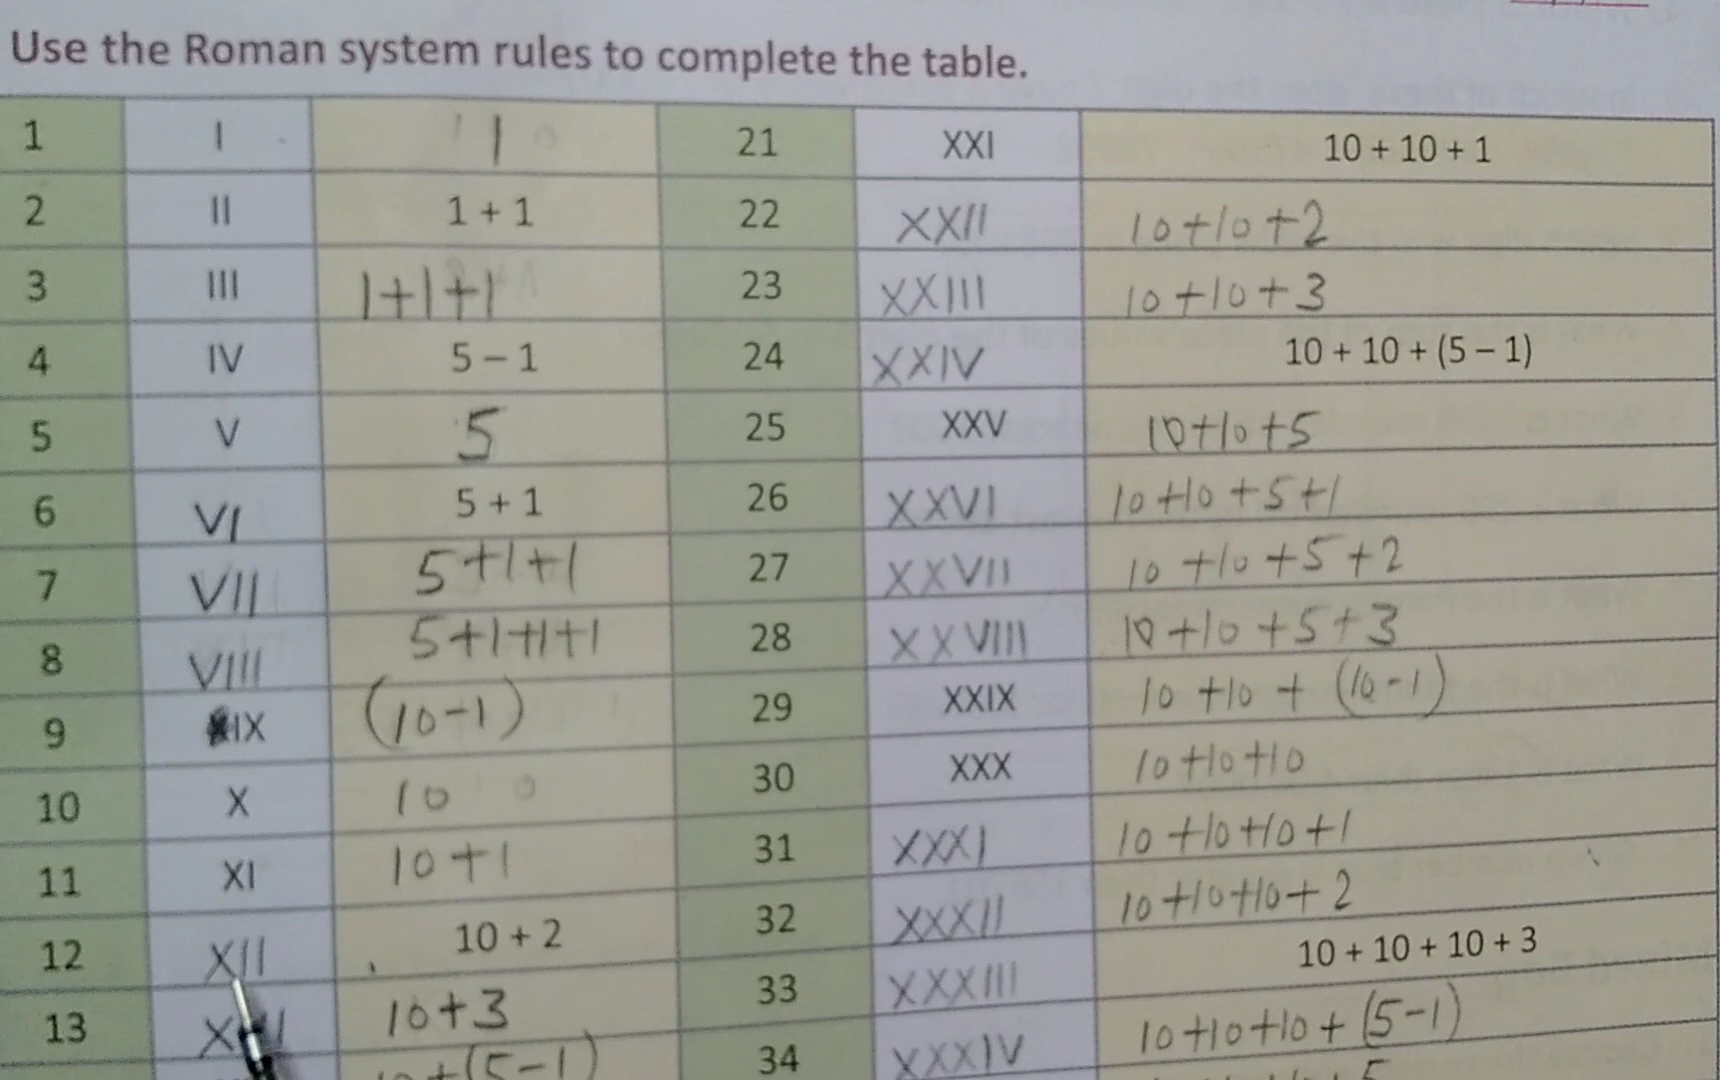 Use the Roman system rules to complete the table.
1 I 1 21 XXI 10 + 10 + 1
2 II 1 + 1 22 XXII 10+10+2
3 III 1+1+1 23 XXIII 10+10+3
4 IV 5 – 1 24 XXIV 10 + 10 + (5 – 1)
5 V 5 25 XXV 10+10+5
6 VI 5 + 1 26 XXVI 10+10+5+1
7 VII 5+1+1 27 XXVII 10+10+5+2
8 VIII 5+1+1+1 28 XXVIII 10+10+5+3
9 IX (10-1) 29 XXIX 10+10+(10-1)
10 X 10 30 XXX 10+10+10
11 XI 10+1 31 XXXI 10+10+10+1
12 XII 10 + 2 32 XXXII 10+10+10+2
13 10+3 33 XXXIII 10 + 10 + 10 + 3
+(5-1) 34 XXXIV 10+10+10+(5-1)